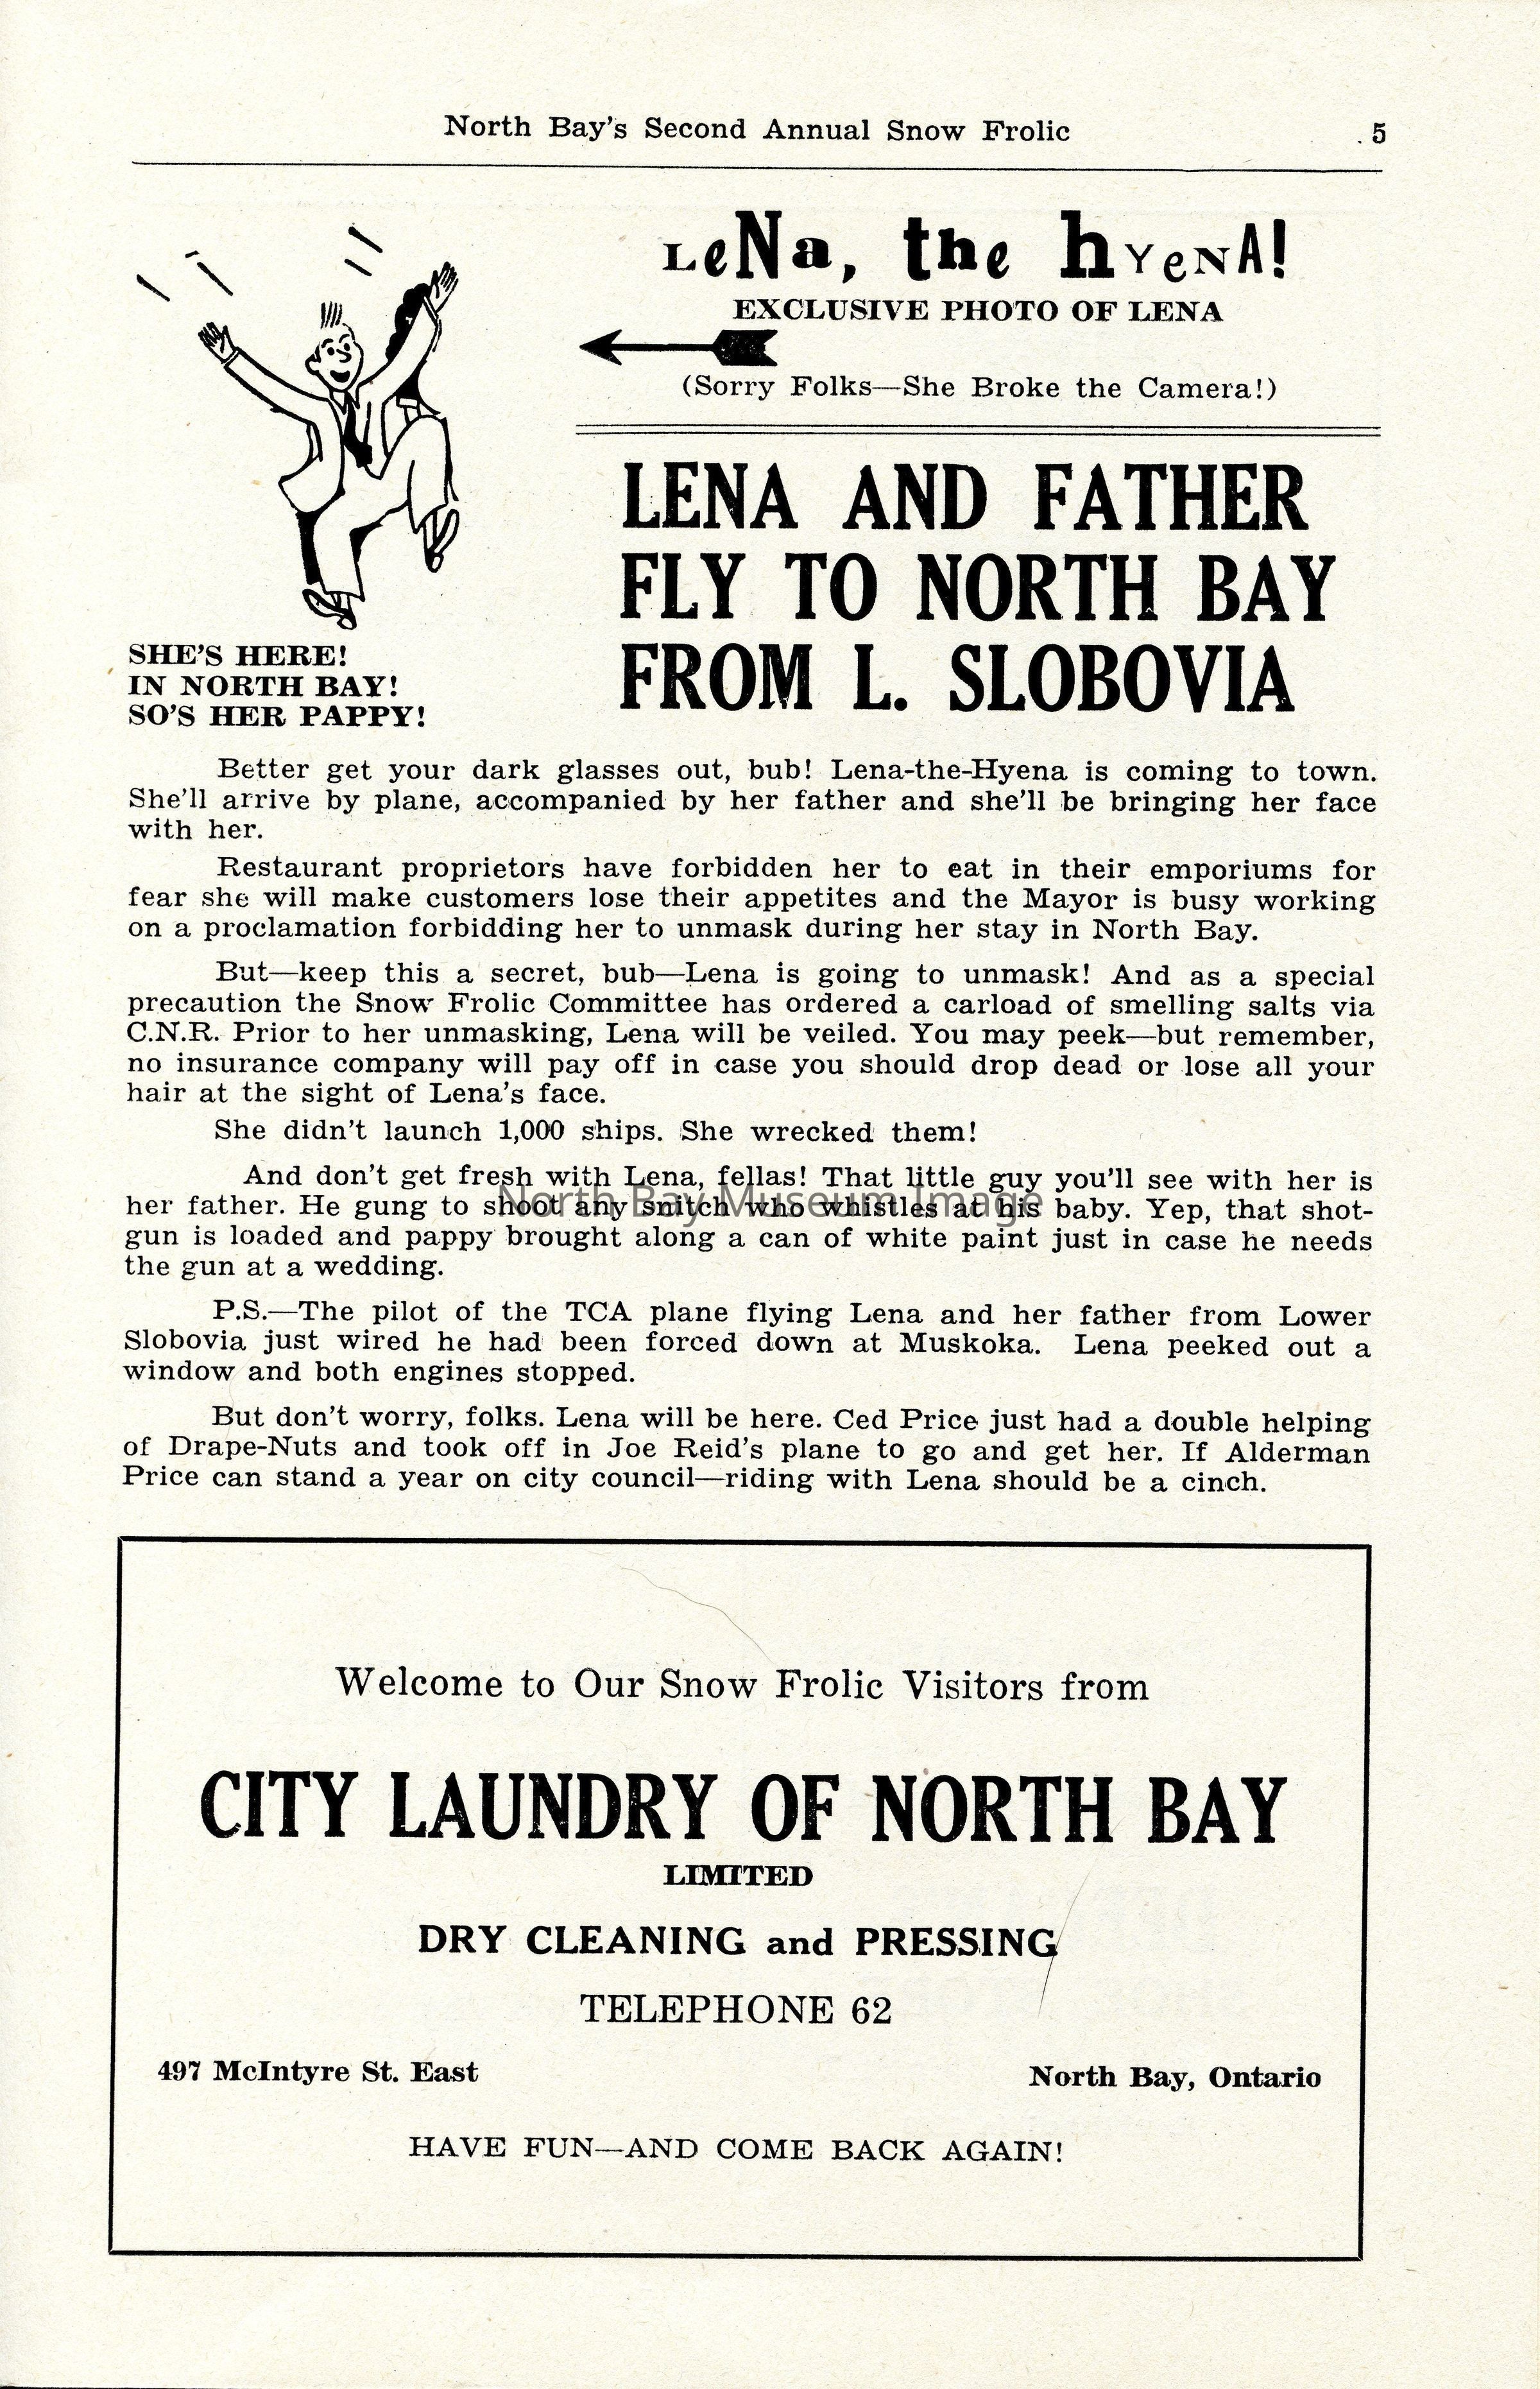 North Bay's Second Annual Snow Frolic 5
LeNa, the hYeNA!
EXCLUSIVE PHOTO OF LENA
(Sorry Folks—She Broke the Camera!)
LENA AND FATHER
FLY TO NORTH BAY
FROM L. SLOBOVIA
SHE'S HERE!
IN NORTH BAY!
SO'S HER PAPPY!
Better get your dark glasses out, bub! Lena-the-Hyena is coming to town.
She'll arrive by plane, accompanied by her father and she'll be bringing her face
with her.
Restaurant proprietors have forbidden her to eat in their emporiums for
fear she will make customers lose their appetites and the Mayor is busy working
on a proclamation forbidding her to unmask during her stay in North Bay.
But—keep this a secret, bub—Lena is going to unmask! And as a special
precaution the Snow Frolic Committee has ordered a carload of smelling salts via
C.N.R. Prior to her unmasking, Lena will be veiled. You may peek—but remember,
no insurance company will pay off in case you should drop dead or lose all your
hair at the sight of Lena's face.
She didn't launch 1,000 ships. She wrecked them!
And don't get fresh with Lena, fellas! That little guy you'll see with her is
her father. He gung to shoot any snitch who whistles at his baby. Yep, that shot-
gun is loaded and pappy brought along a can of white paint just in case he needs
the gun at a wedding.
North Bay Museum Image
P.S.—The pilot of the TCA plane flying Lena and her father from Lower
Slobovia just wired he had been forced down at Muskoka. Lena peeked out a
window and both engines stopped.
But don't worry, folks. Lena will be here. Ced Price just had a double helping
of Drape-Nuts and took off in Joe Reid's plane to go and get her. If Alderman
Price can stand a year on city council—riding with Lena should be a cinch.
Welcome to Our Snow Frolic Visitors from
CITY LAUNDRY OF NORTH BAY
LIMITED
DRY CLEANING and PRESSING
TELEPHONE 62
497 McIntyre St. East North Bay, Ontario
HAVE FUN—AND COME BACK AGAIN!